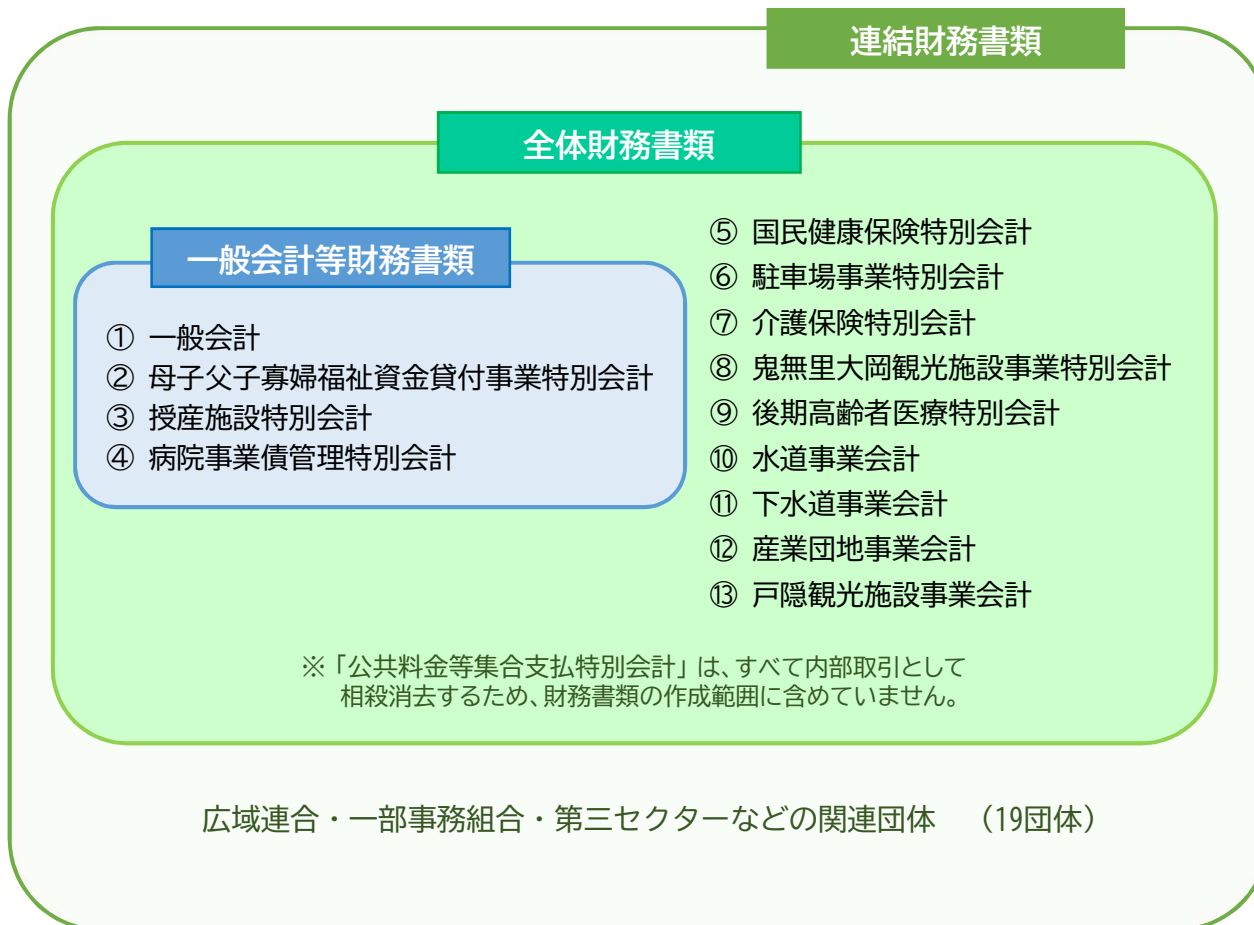 連結財務書類
全体財務書類
一般会計等財務書類
① 一般会計
② 母子父子寡婦福祉資金貸付事業特別会計
③ 授産施設特別会計
④ 病院事業債管理特別会計
⑤ 国民健康保険特別会計
⑥ 駐車場事業特別会計
⑦ 介護保険特別会計
⑧ 鬼無里大岡観光施設事業特別会計
⑨ 後期高齢者医療特別会計
⑩ 水道事業会計
⑪ 下水道事業会計
⑫ 産業団地事業会計
⑬ 戸隠観光施設事業会計
※「公共料金等集合支払特別会計」は、すべて内部取引として
相殺消去するため、財務書類の作成範囲に含めていません。
広域連合・一部事務組合・第三セクターなどの関連団体　（19団体）